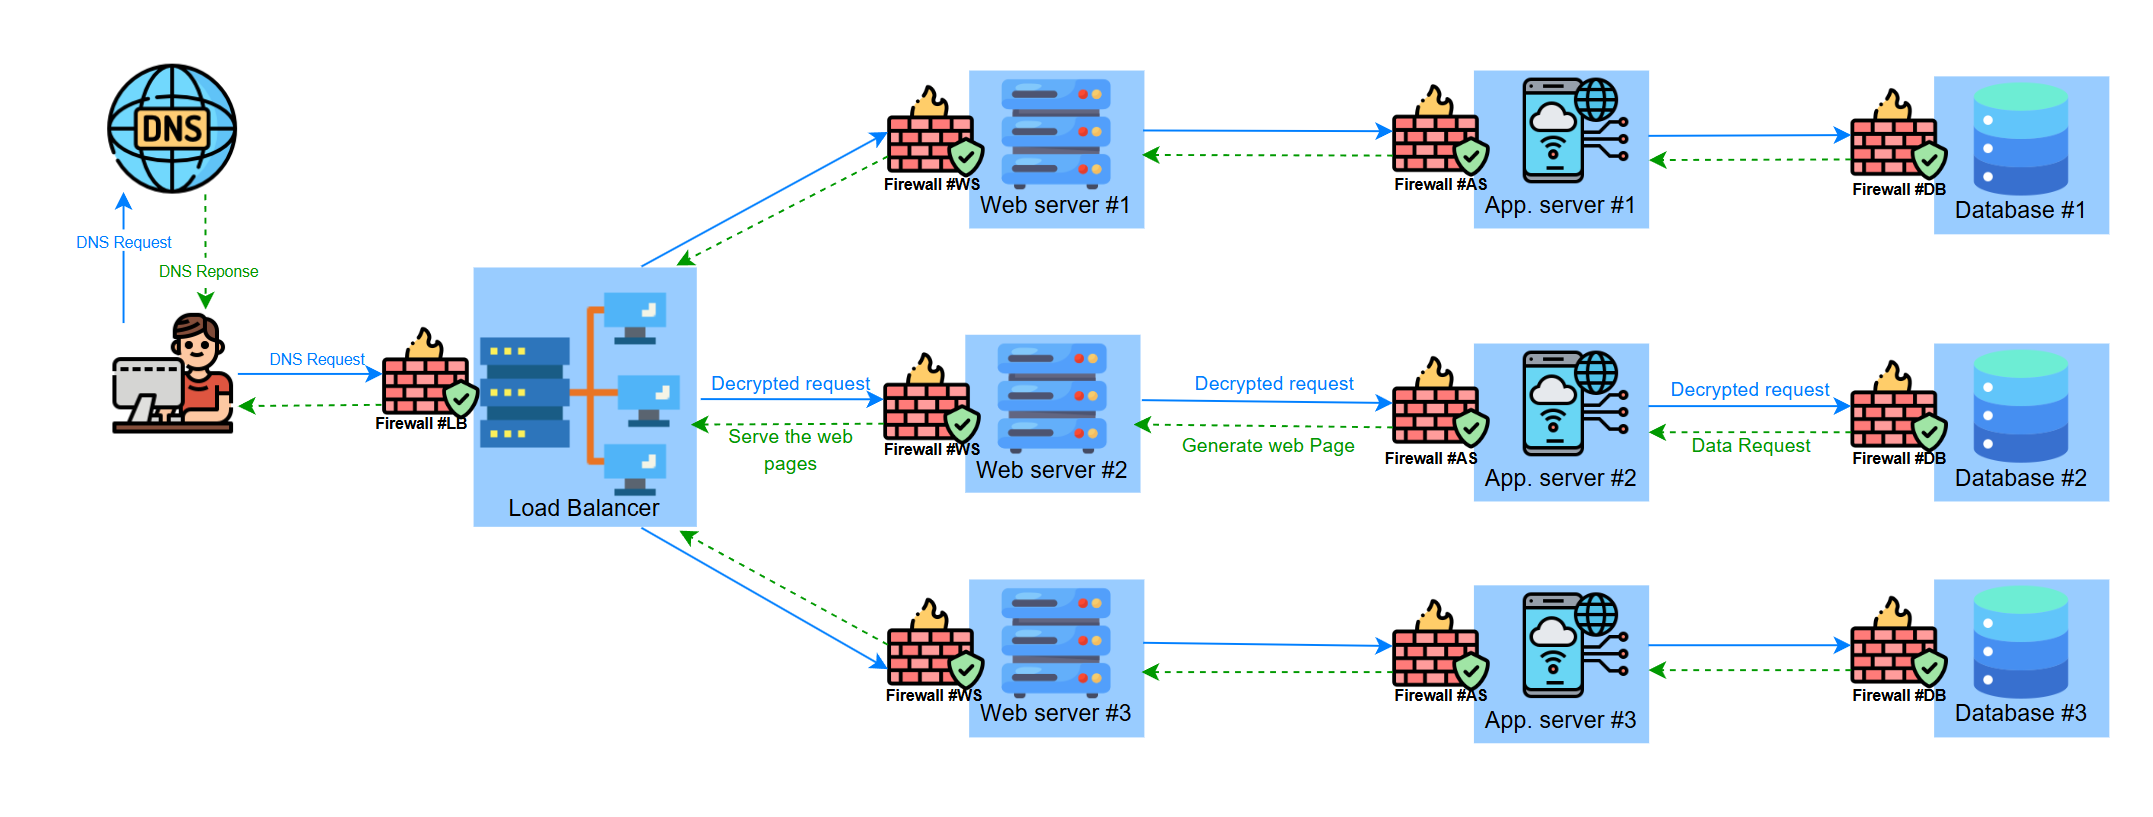 DNS
DNS Request
DNS Reponse
DNS Request
Firewall #LB
Load Balancer
Firewall #WS
Web server #1
Firewall #AS
App. server #1
Firewall #DB
Database #1
Decrypted request
Serve the web
pages
Firewall #WS
Web server #2
Decrypted request
Generate web Page
Firewall #AS
App. server #2
Decrypted request
Data Request
Firewall #DB
Database #2
Firewall #WS
Web server #3
Firewall #AS
App. server #3
Firewall #DB
Database #3